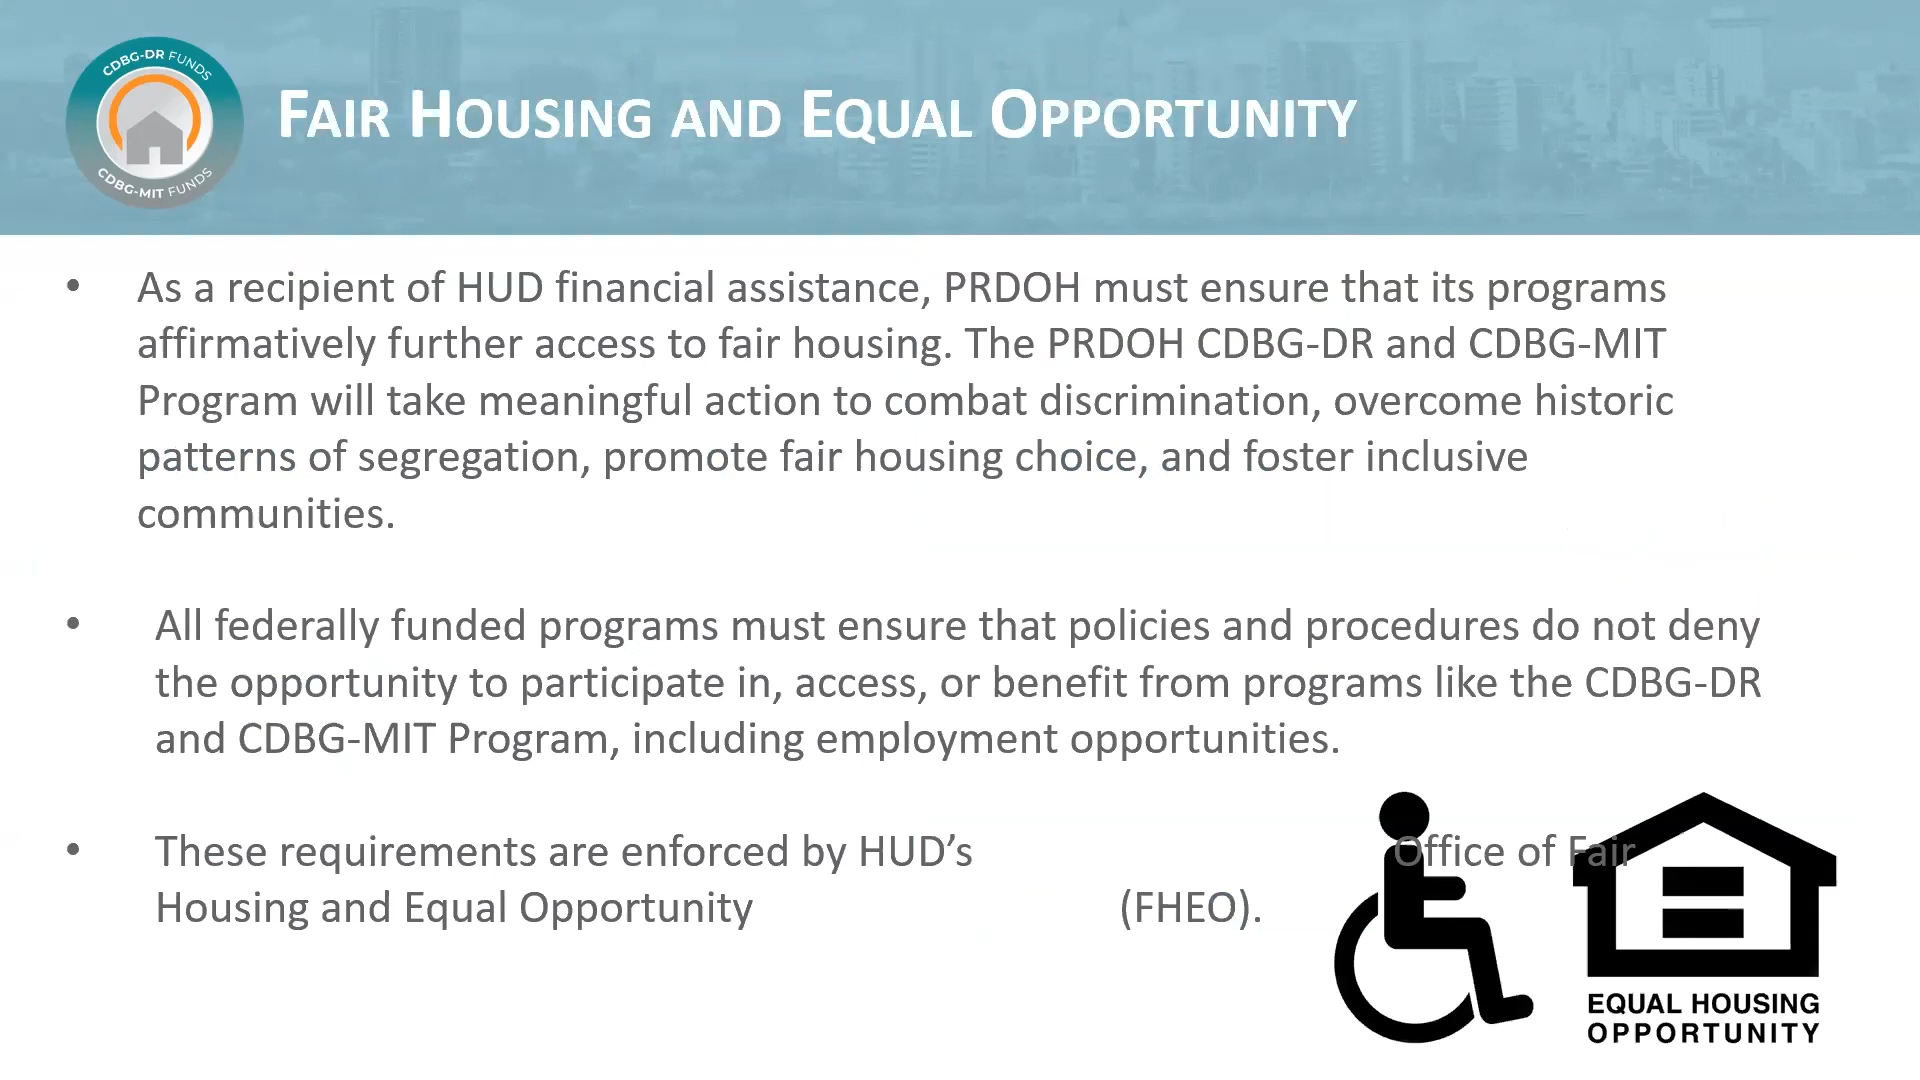 CDBG-DR FUNDS
CDBG-MIT FUNDS
FAIR HOUSING AND EQUAL OPPORTUNITY
• As a recipient of HUD financial assistance, PRDOH must ensure that its programs
affirmatively further access to fair housing. The PRDOH CDBG-DR and CDBG-MIT
Program will take meaningful action to combat discrimination, overcome historic
patterns of segregation, promote fair housing choice, and foster inclusive
communities.
• All federally funded programs must ensure that policies and procedures do not deny
the opportunity to participate in, access, or benefit from programs like the CDBG-DR
and CDBG-MIT Program, including employment opportunities.
• These requirements are enforced by HUD’s Office of Fair
Housing and Equal Opportunity (FHEO).
EQUAL HOUSING
OPPORTUNITY